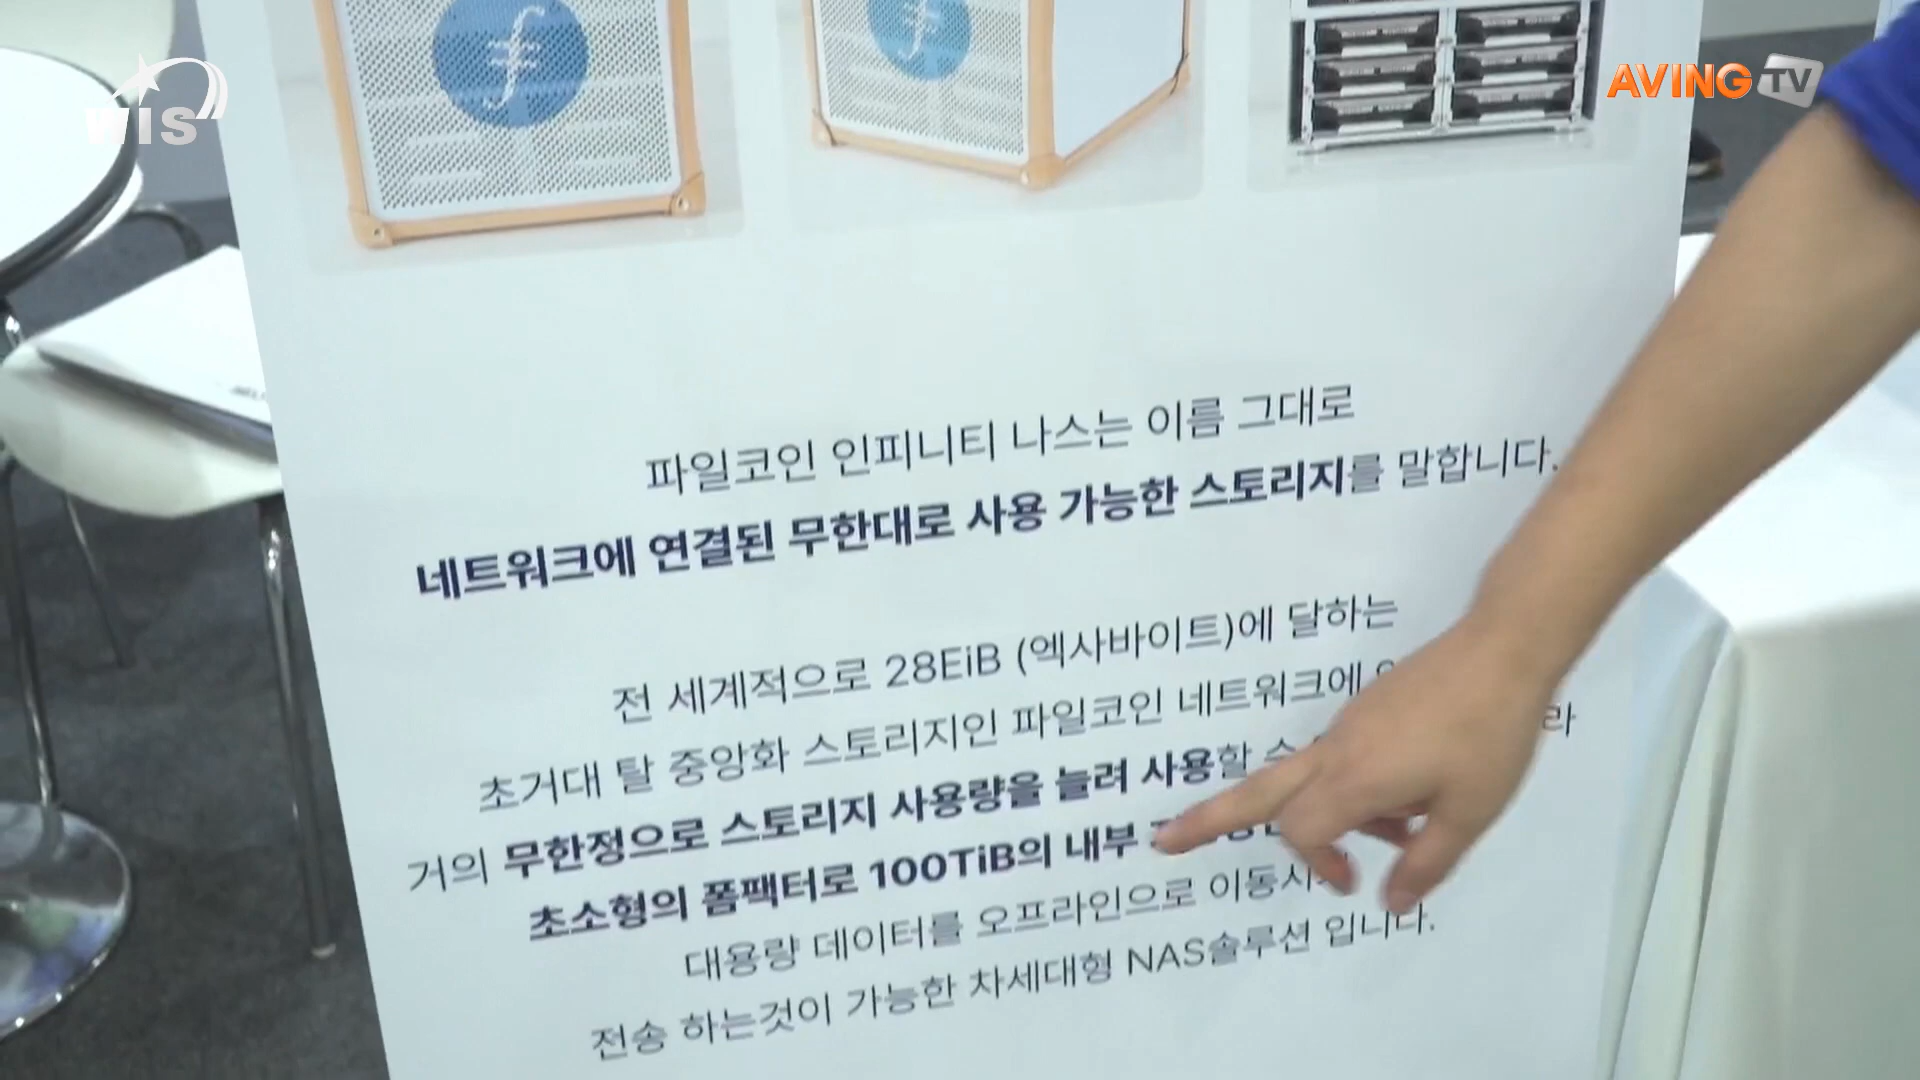 WIS
AVING TV
파일코인 인피니티 나스는 이름 그대로
네트워크에 연결된 무한대로 사용 가능한 스토리지를 말합니다.
전 세계적으로 28EiB (엑사바이트)에 달하는
초거대 탈 중앙화 스토리지인 파일코인 네트워크에
거의 무한정으로 스토리지 사용량을 늘려 사용할 수 라
초소형의 폼팩터로 100TiB의 내부
대용량 데이터를 오프라인으로
전송 하는것이 가능한 차세대형 NAS솔루션 입니다.